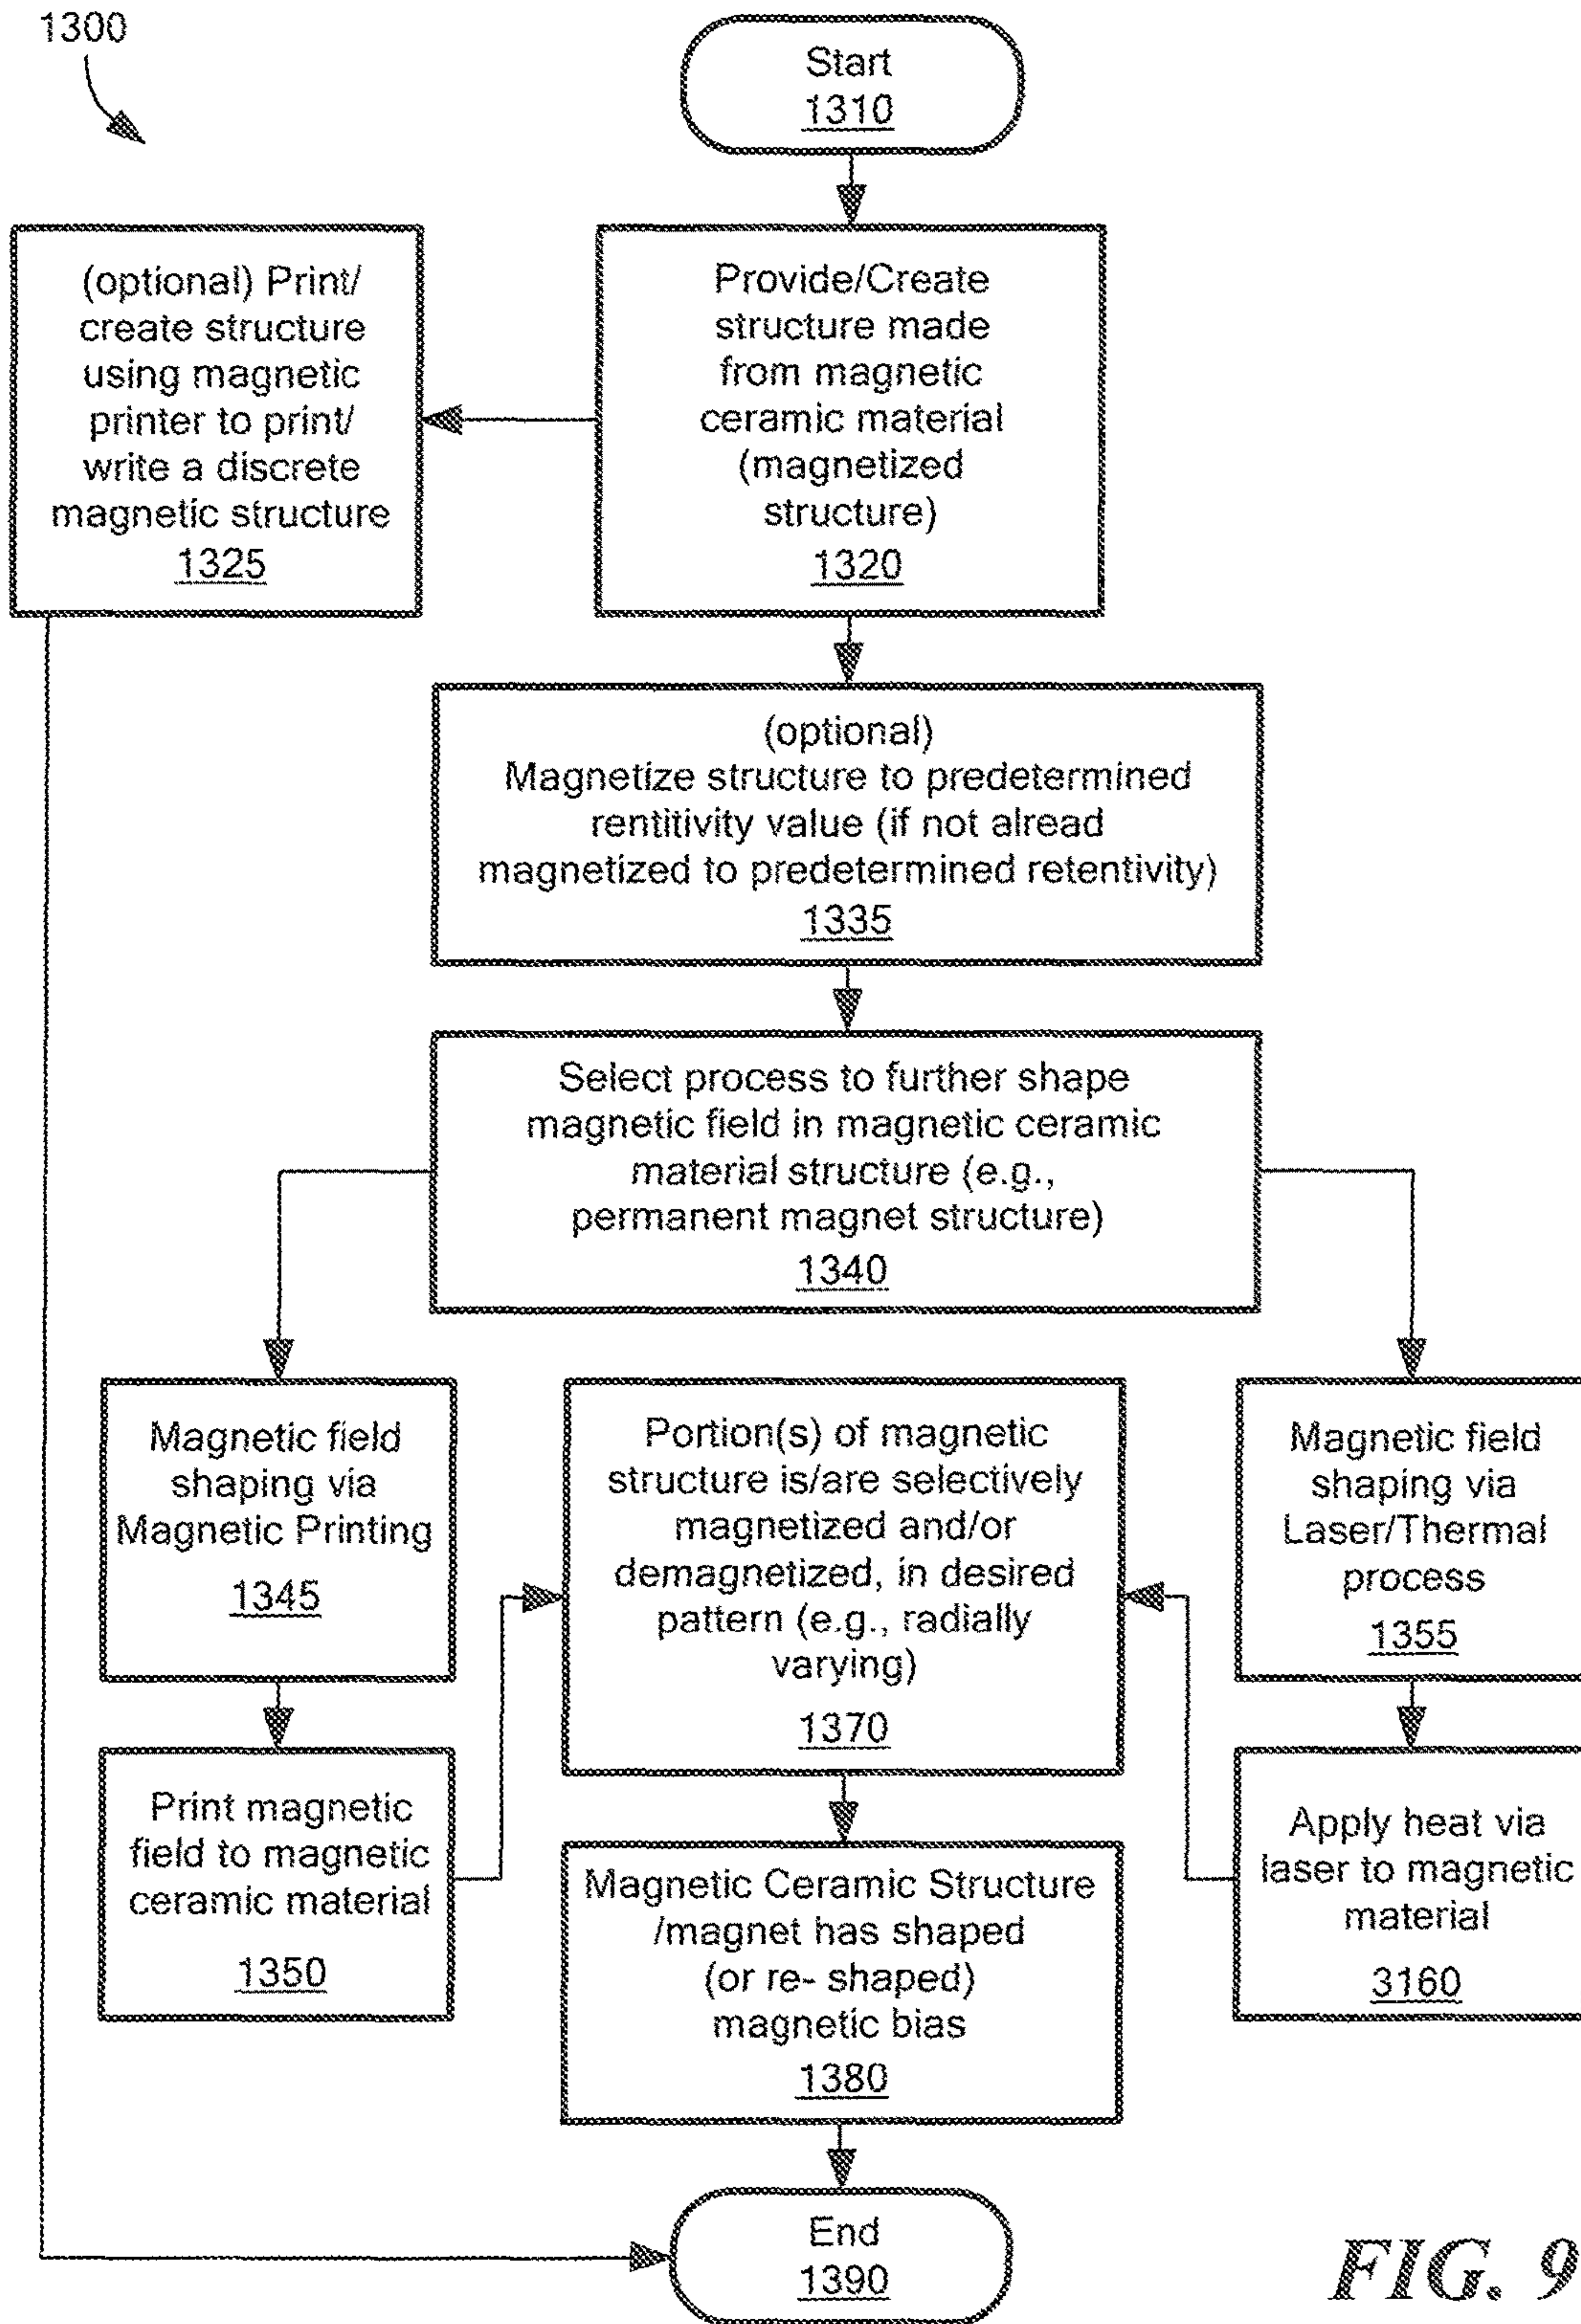 1300
Start
1310
(optional) Print/
create structure
using magnetic
printer to print/
write a discrete
magnetic structure
1325
Provide/Create
structure made
from magnetic
ceramic material
(magnetized
structure)
1320
(optional)
Magnetize structure to predetermined
rentitivity value (if not alread
magnetized to predetermined retentivity)
1335
Select process to further shape
magnetic field in magnetic ceramic
material structure (e.g.,
permanent magnet structure)
1340
Magnetic field
shaping via
Magnetic Printing
1345
Portion(s) of magnetic
structure is/are selectively
magnetized and/or
demagnetized, in desired
pattern (e.g., radially
varying)
1370
Magnetic field
shaping via
Laser/Thermal
process
1355
Print magnetic
field to magnetic
ceramic material
1350
Magnetic Ceramic Structure
/magnet has shaped
(or re- shaped)
magnetic bias
1380
Apply heat via
laser to magnetic
material
3160
End
1390
FIG. 9